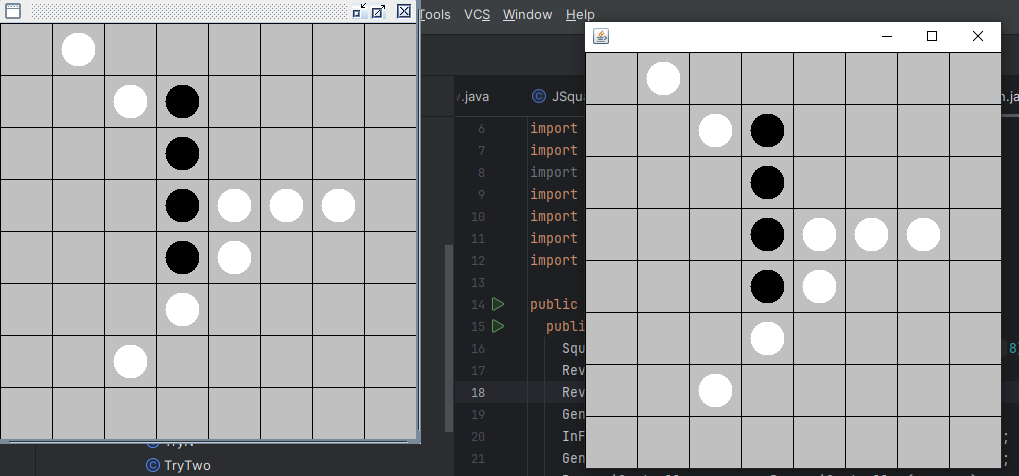 Tools VCS Window Help
.java
JSqua
.ja
6 import
7 import
8 import
9 import
10 import
11 import
12 import
13
14 public
15 publi
16 Squ 8
17 Rev
18 Rev
19 Gen
20 InF ;
21 Gen ;
TryTwo